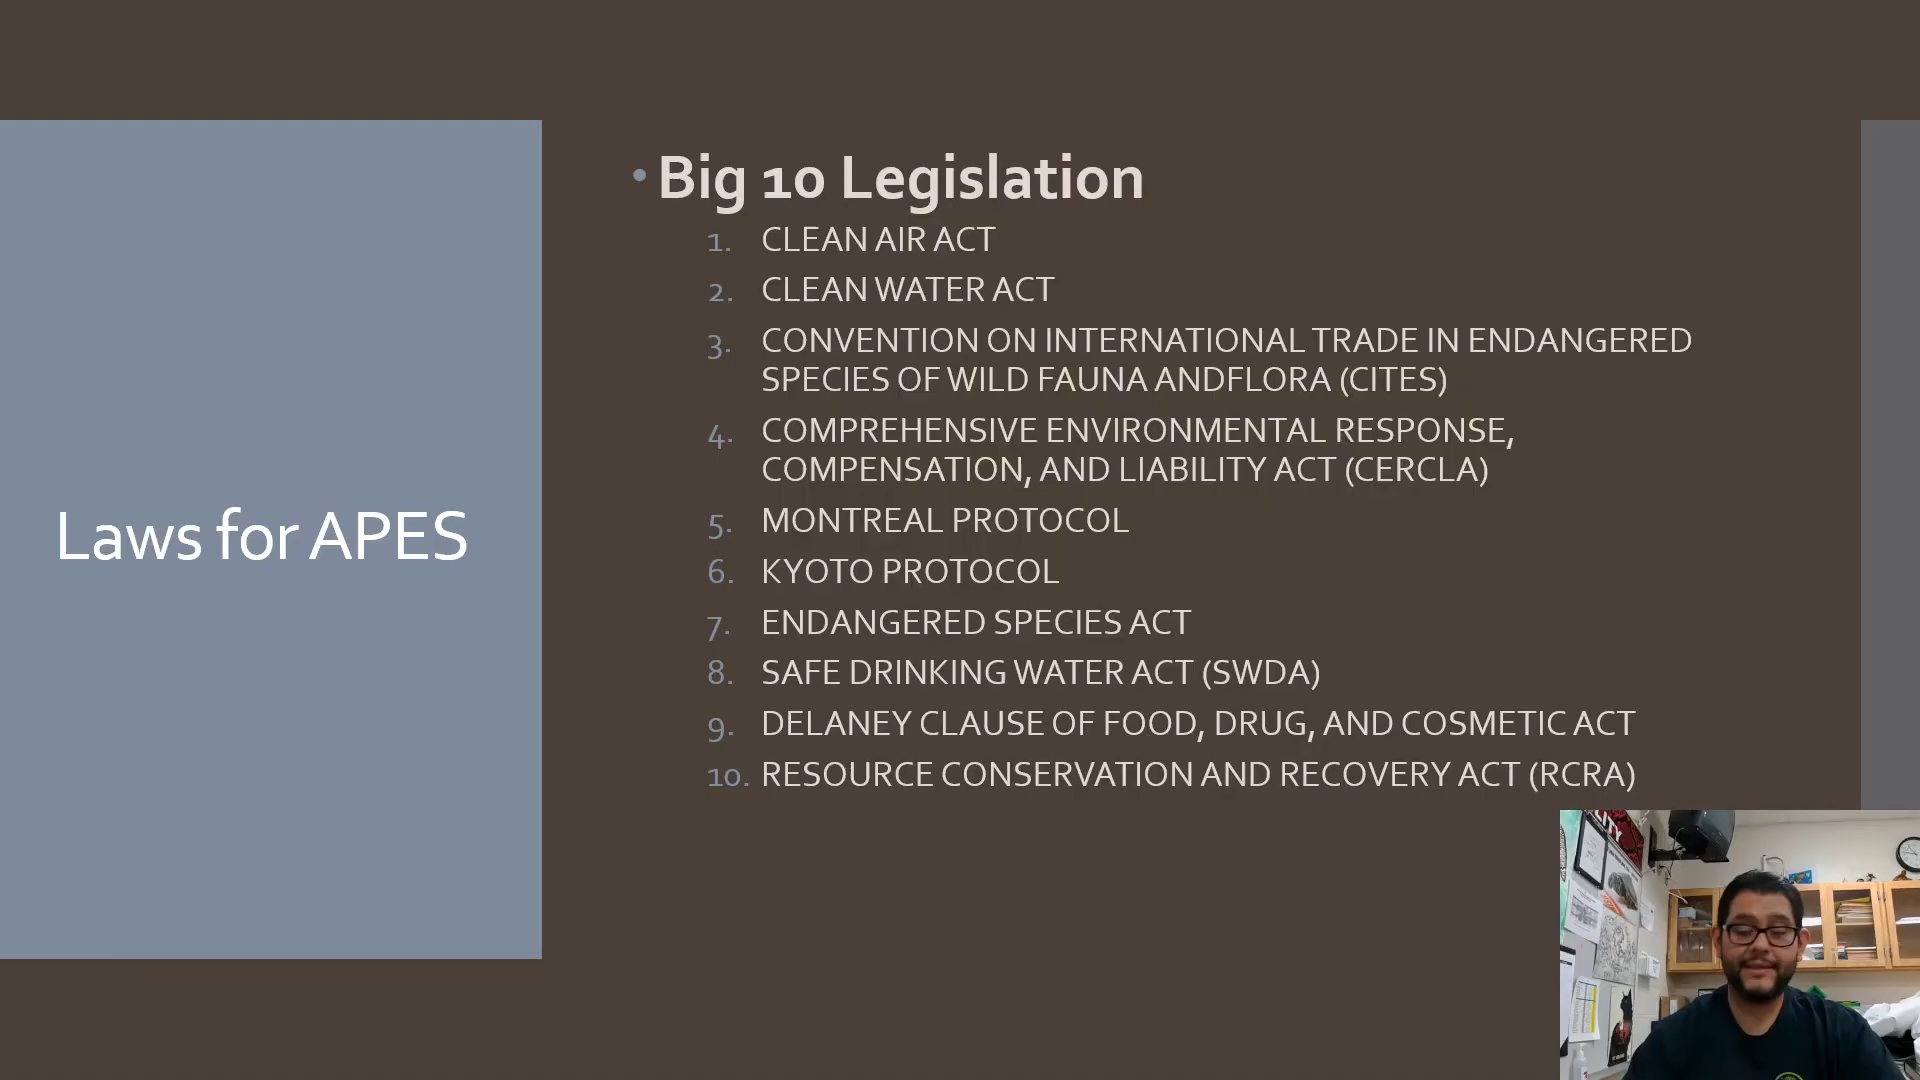 Laws for APES
• Big 10 Legislation
1. CLEAN AIR ACT
2. CLEAN WATER ACT
3. CONVENTION ON INTERNATIONAL TRADE IN ENDANGERED
SPECIES OF WILD FAUNA ANDFLORA (CITES)
4. COMPREHENSIVE ENVIRONMENTAL RESPONSE,
COMPENSATION, AND LIABILITY ACT (CERCLA)
5. MONTREAL PROTOCOL
6. KYOTO PROTOCOL
7. ENDANGERED SPECIES ACT
8. SAFE DRINKING WATER ACT (SWDA)
9. DELANEY CLAUSE OF FOOD, DRUG, AND COSMETIC ACT
10. RESOURCE CONSERVATION AND RECOVERY ACT (RCRA)